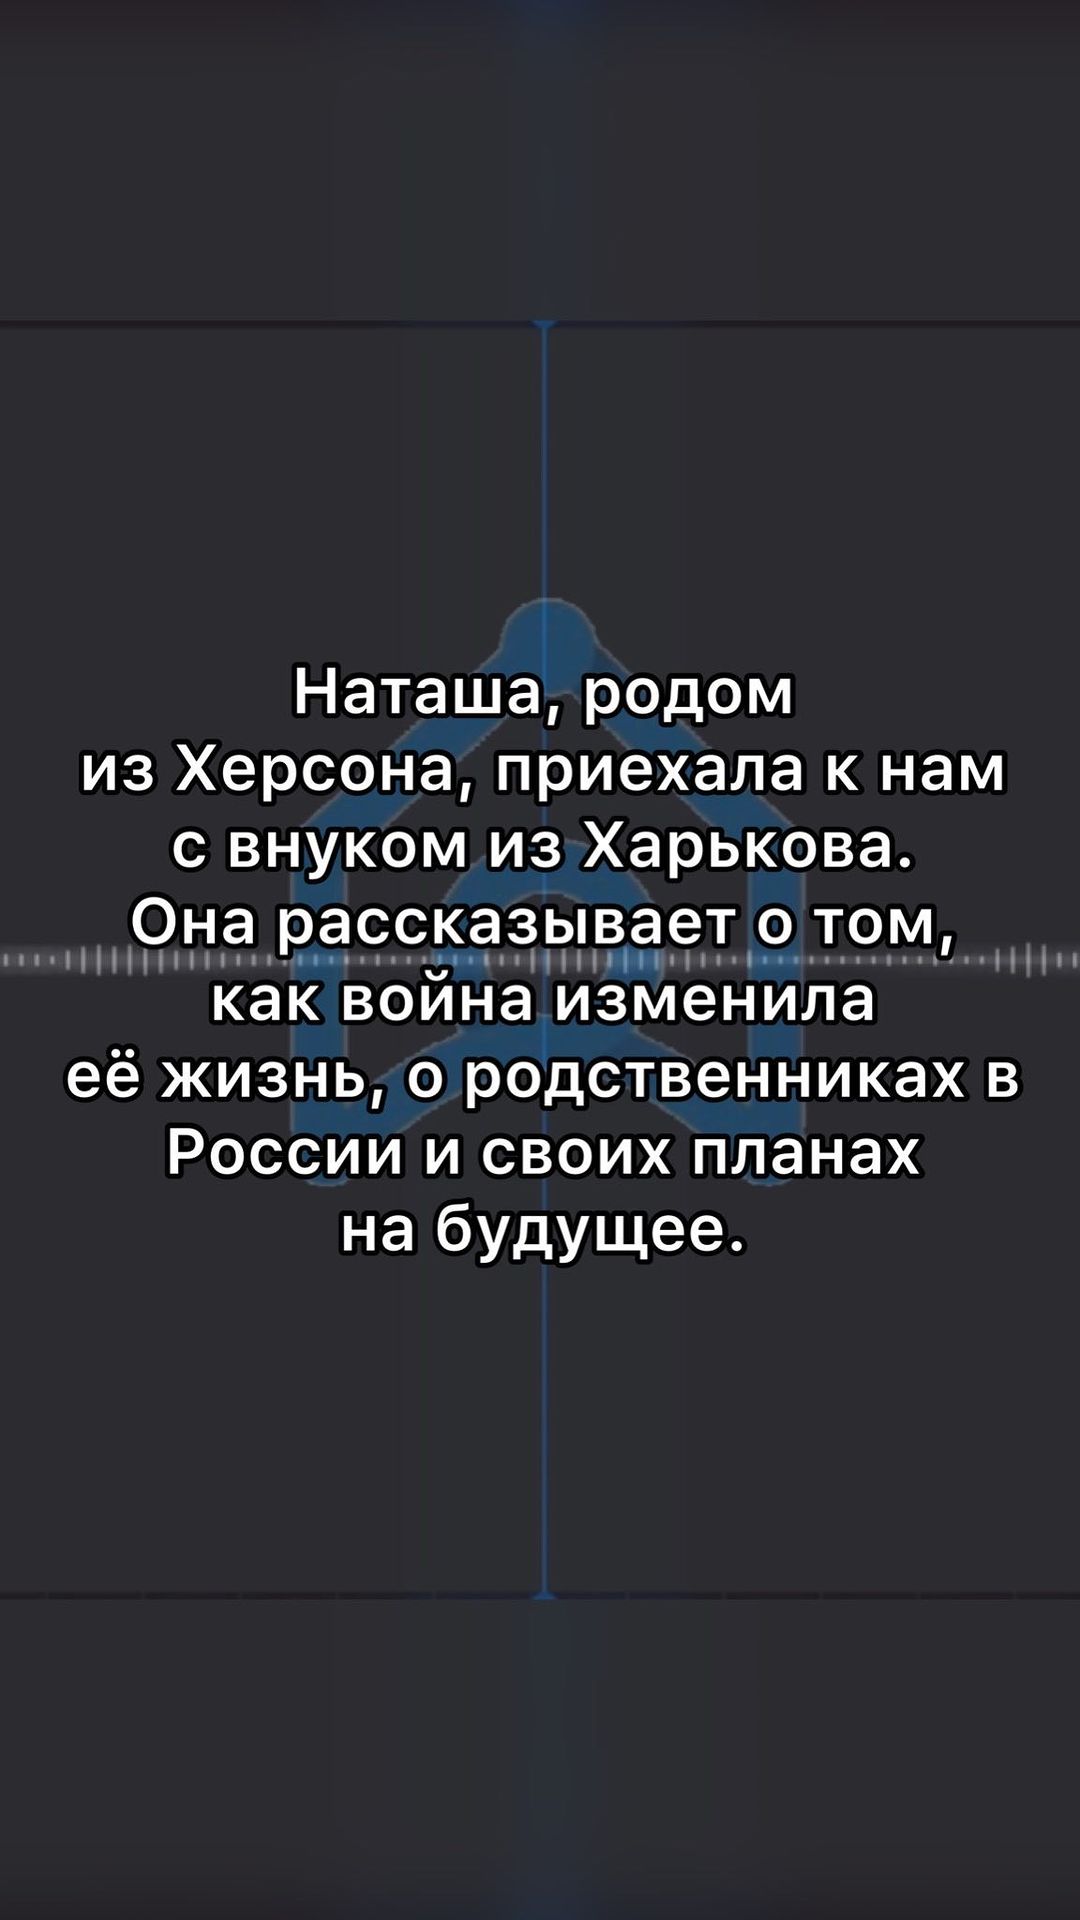 Наташа, родом
из Херсона, приехала к нам
с внуком из Харькова.
Она рассказывает о том,
как война изменила
её жизнь, о родственниках в
России и своих планах
на будущее.